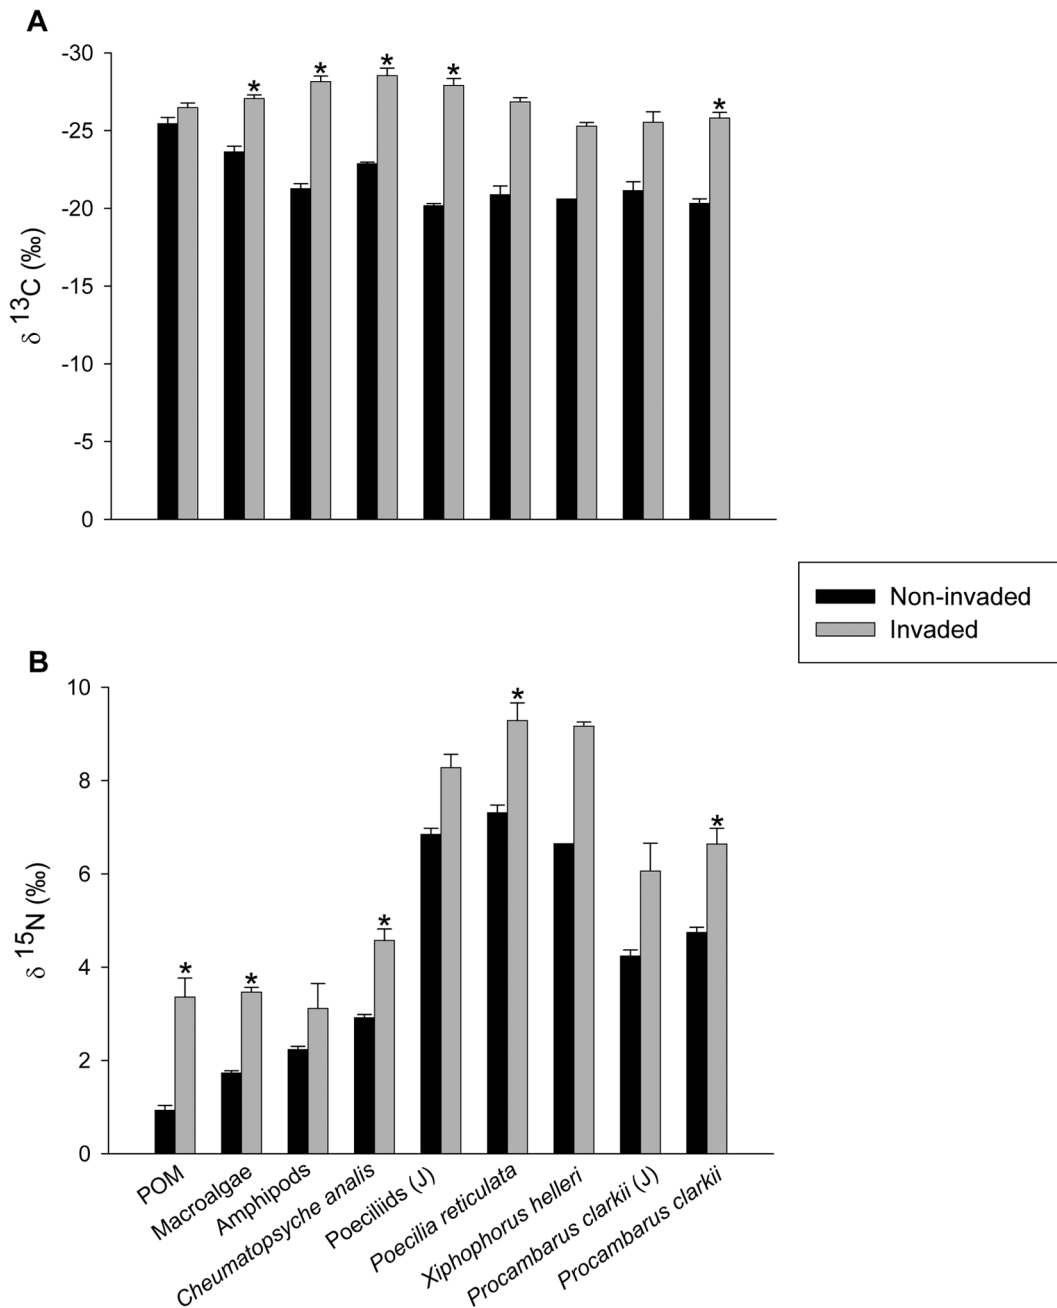 A
-30
-25
-20
-15
-10
-5
0
δ 13C (‰)
* * * * *
Non-invaded
Invaded
B
10
8
6
4
2
0
δ 15N (‰)
* * * * *
POM
Macroalgae
Amphipods
Cheumatopsyche analis
Poeciliids (J)
Poecilia reticulata
Xiphophorus helleri
Procambarus clarkii (J)
Procambarus clarkii